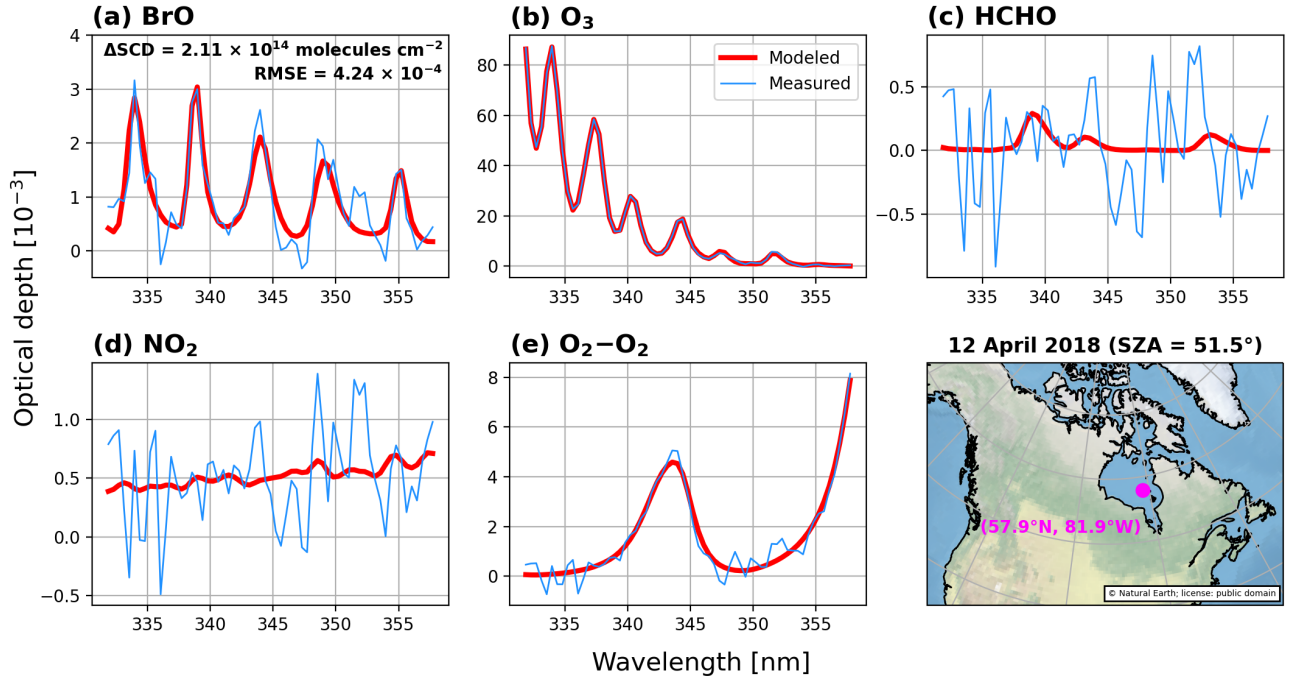 (a) BrO
ΔSCD = 2.11 × 10¹⁴ molecules cm⁻²
RMSE = 4.24 × 10⁻⁴
4
3
2
1
0
335 340 345 350 355
(b) O₃
Modeled
Measured
80
60
40
20
0
335 340 345 350 355
(c) HCHO
0.5
0.0
−0.5
335 340 345 350 355
Optical depth [10⁻³]
(d) NO₂
1.0
0.5
0.0
−0.5
335 340 345 350 355
(e) O₂−O₂
8
6
4
2
0
335 340 345 350 355
12 April 2018 (SZA = 51.5°)
(57.9°N, 81.9°W)
© Natural Earth; license: public domain
Wavelength [nm]